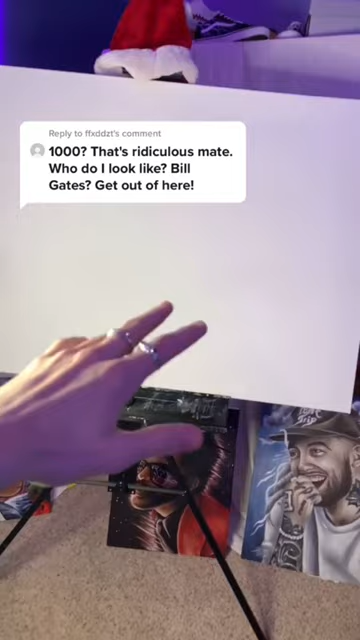 Reply to ffxddzt's comment
1000? That's ridiculous mate.
Who do I look like? Bill
Gates? Get out of here!